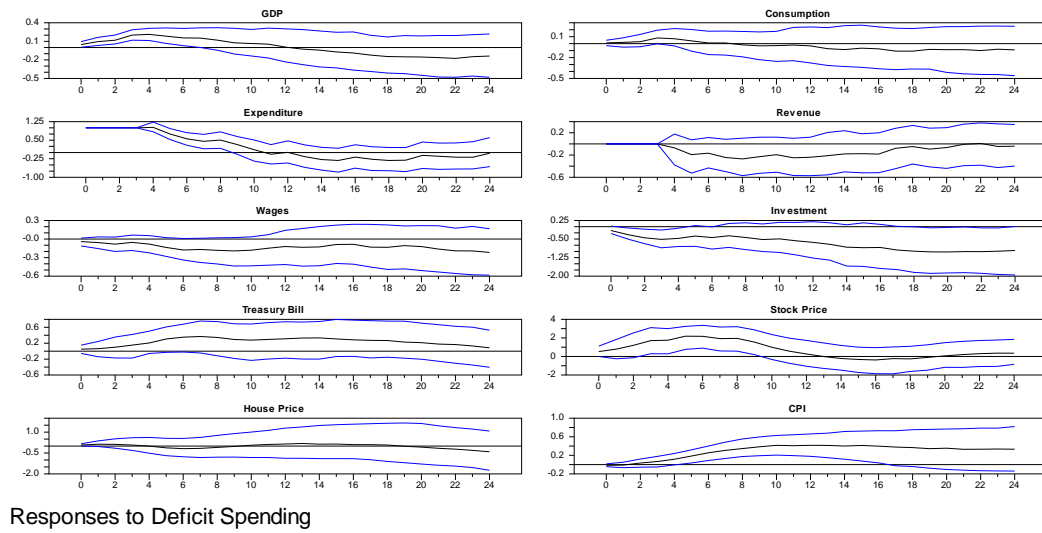 GDP
0.4
0.1
-0.2
-0.5
0 2 4 6 8 10 12 14 16 18 20 22 24
Consumption
0.1
-0.2
-0.5
0 2 4 6 8 10 12 14 16 18 20 22 24
Expenditure
1.25
0.50
-0.25
-1.00
0 2 4 6 8 10 12 14 16 18 20 22 24
Revenue
0.2
-0.2
-0.6
0 2 4 6 8 10 12 14 16 18 20 22 24
Wages
0.3
-0.0
-0.3
-0.6
0 2 4 6 8 10 12 14 16 18 20 22 24
Investment
0.25
-0.50
-1.25
-2.00
0 2 4 6 8 10 12 14 16 18 20 22 24
Treasury Bill
0.6
0.2
-0.2
-0.6
0 2 4 6 8 10 12 14 16 18 20 22 24
Stock Price
4
2
0
-2
0 2 4 6 8 10 12 14 16 18 20 22 24
House Price
1.0
-0.5
-2.0
0 2 4 6 8 10 12 14 16 18 20 22 24
CPI
1.0
0.6
0.2
-0.2
0 2 4 6 8 10 12 14 16 18 20 22 24
Responses to Deficit Spending